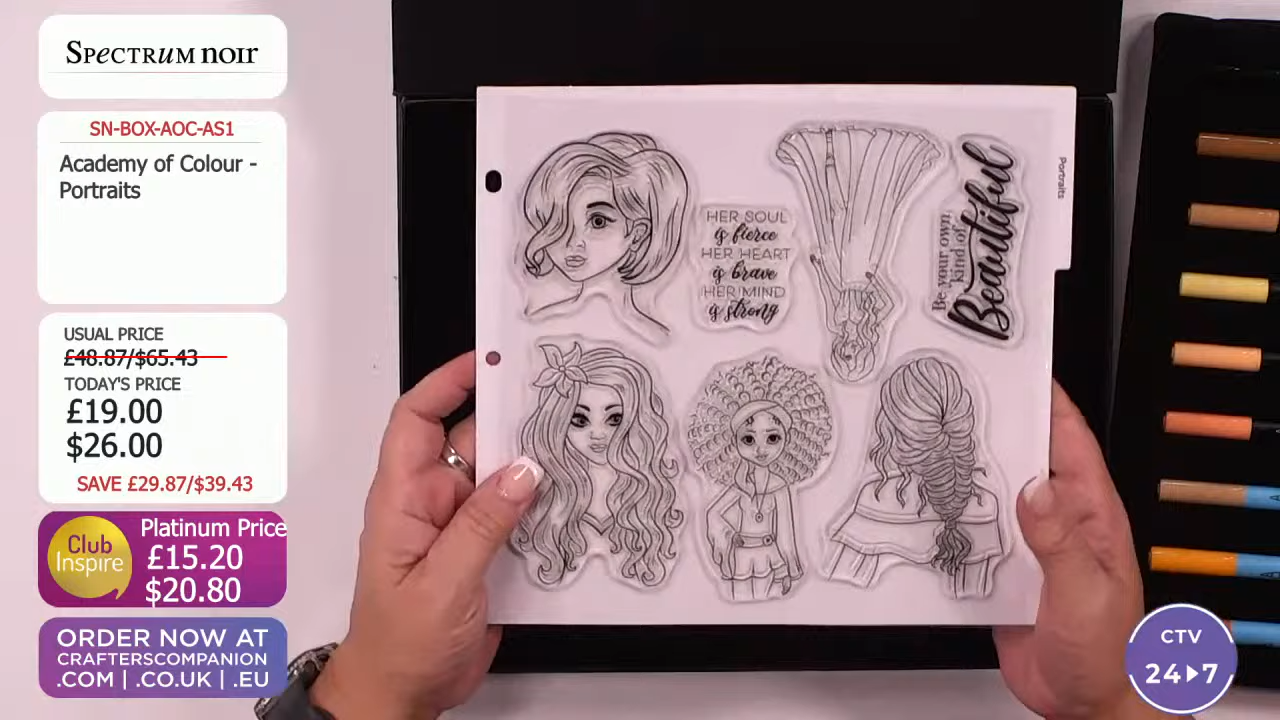 SPECTRUM NOIR
SN-BOX-AOC-AS1
Academy of Colour -
Portraits
USUAL PRICE
£48.87/$65.43
TODAY'S PRICE
£19.00
$26.00
SAVE £29.87/$39.43
Club
Inspire
Platinum Price
£15.20
$20.80
ORDER NOW AT
CRAFTERSCOMPANION
.COM | .CO.UK | .EU
HER SOUL
is fierce
HER HEART
is brave
HER MIND
is strong
Be your own
kind of
Beautiful
Portraits
CTV
24▶7